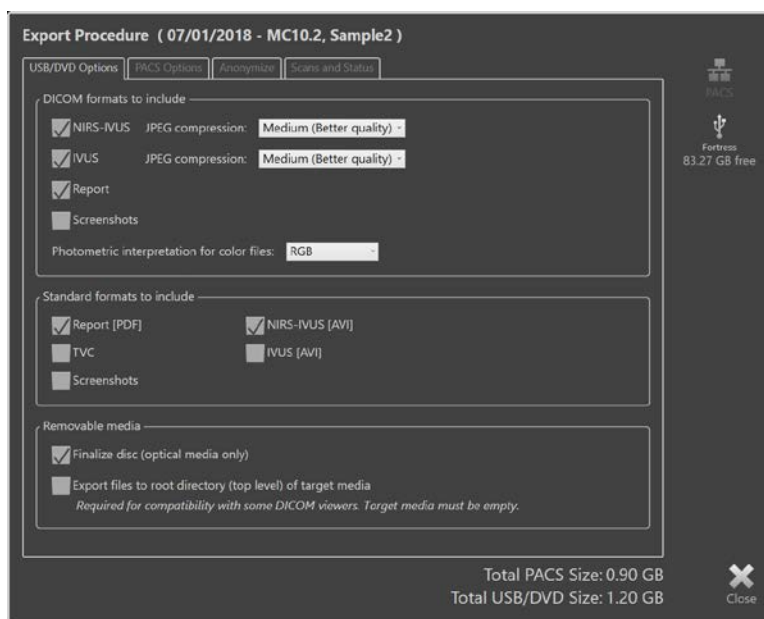 Export Procedure ( 07/01/2018 - MC10.2, Sample2 )
USB/DVD Options PACS Options Anonymize Scans and Status
PACS
Fortress
83.27 GB free
DICOM formats to include
NIRS-IVUS JPEG compression: Medium (Better quality)
IVUS JPEG compression: Medium (Better quality)
Report
Screenshots
Photometric interpretation for color files: RGB
Standard formats to include
Report [PDF] NIRS-IVUS [AVI]
TVC IVUS [AVI]
Screenshots
Removable media
Finalize disc (optical media only)
Export files to root directory (top level) of target media
Required for compatibility with some DICOM viewers. Target media must be empty.
Total PACS Size: 0.90 GB
Total USB/DVD Size: 1.20 GB
Close